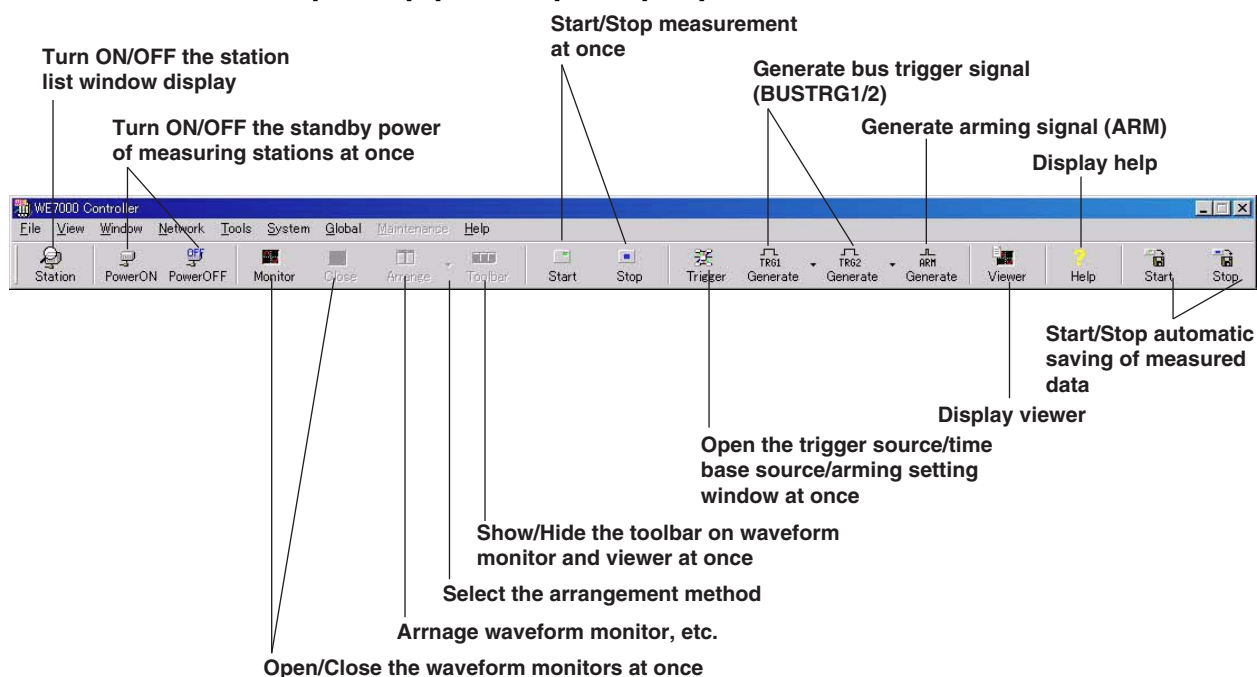 Start/Stop measurement
at once
Turn ON/OFF the station
list window display
Generate bus trigger signal
(BUSTRG1/2)
Turn ON/OFF the standby power
of measuring stations at once
Generate arming signal (ARM)
Display help
WE7000 Controller
File View Window Network Tools System Global Maintenance Help
OFF TRG1 TRG2 ARM
Station PowerON PowerOFF Monitor Close Arrange Toolbar Start Stop Trigger Generate Generate Generate Viewer Help Start Stop
Start/Stop automatic
saving of measured
data
Display viewer
Open the trigger source/time
base source/arming setting
window at once
Show/Hide the toolbar on waveform
monitor and viewer at once
Select the arrangement method
Arrnage waveform monitor, etc.
Open/Close the waveform monitors at once